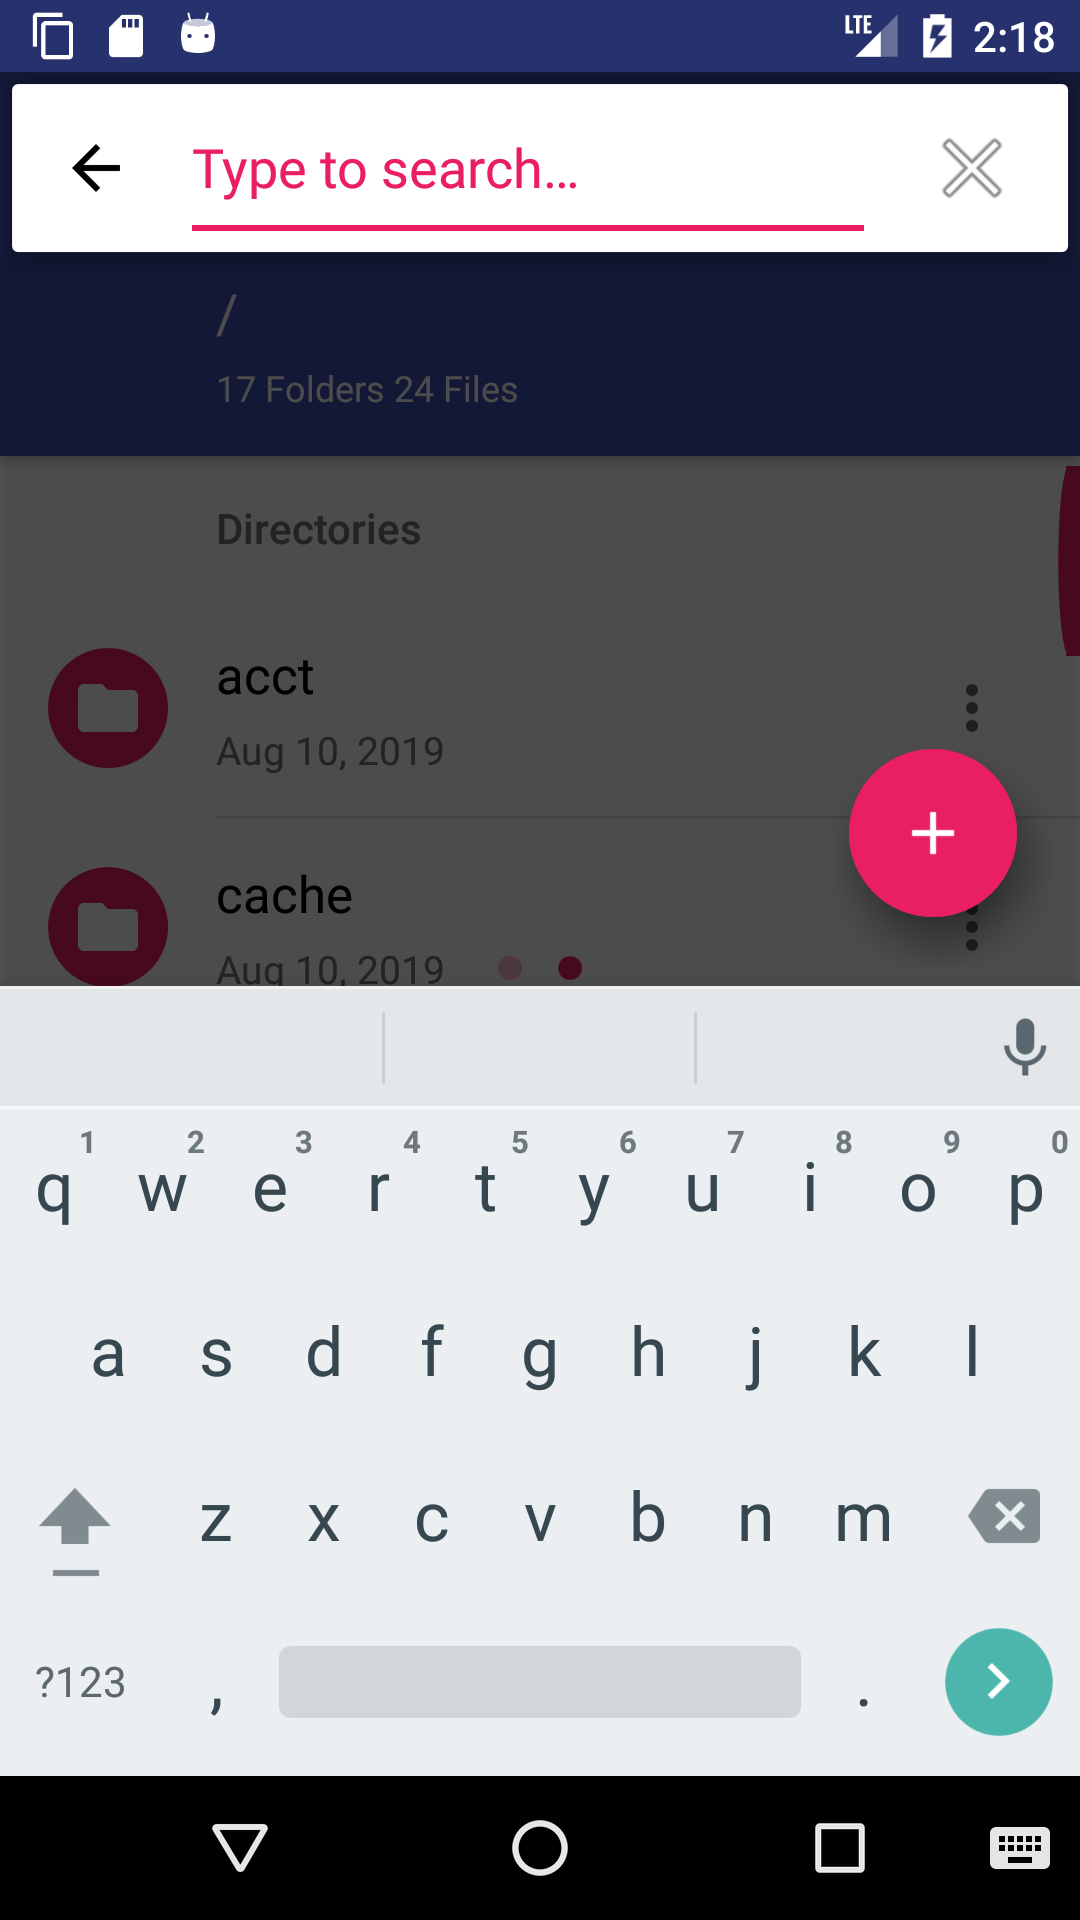 LTE 2:18
Type to search...
/
17 Folders 24 Files
Directories
acct
Aug 10, 2019
cache
Aug 10, 2019
1 2 3 4 5 6 7 8 9 0
q w e r t y u i o p
a s d f g h j k l
z x c v b n m
?123 , .